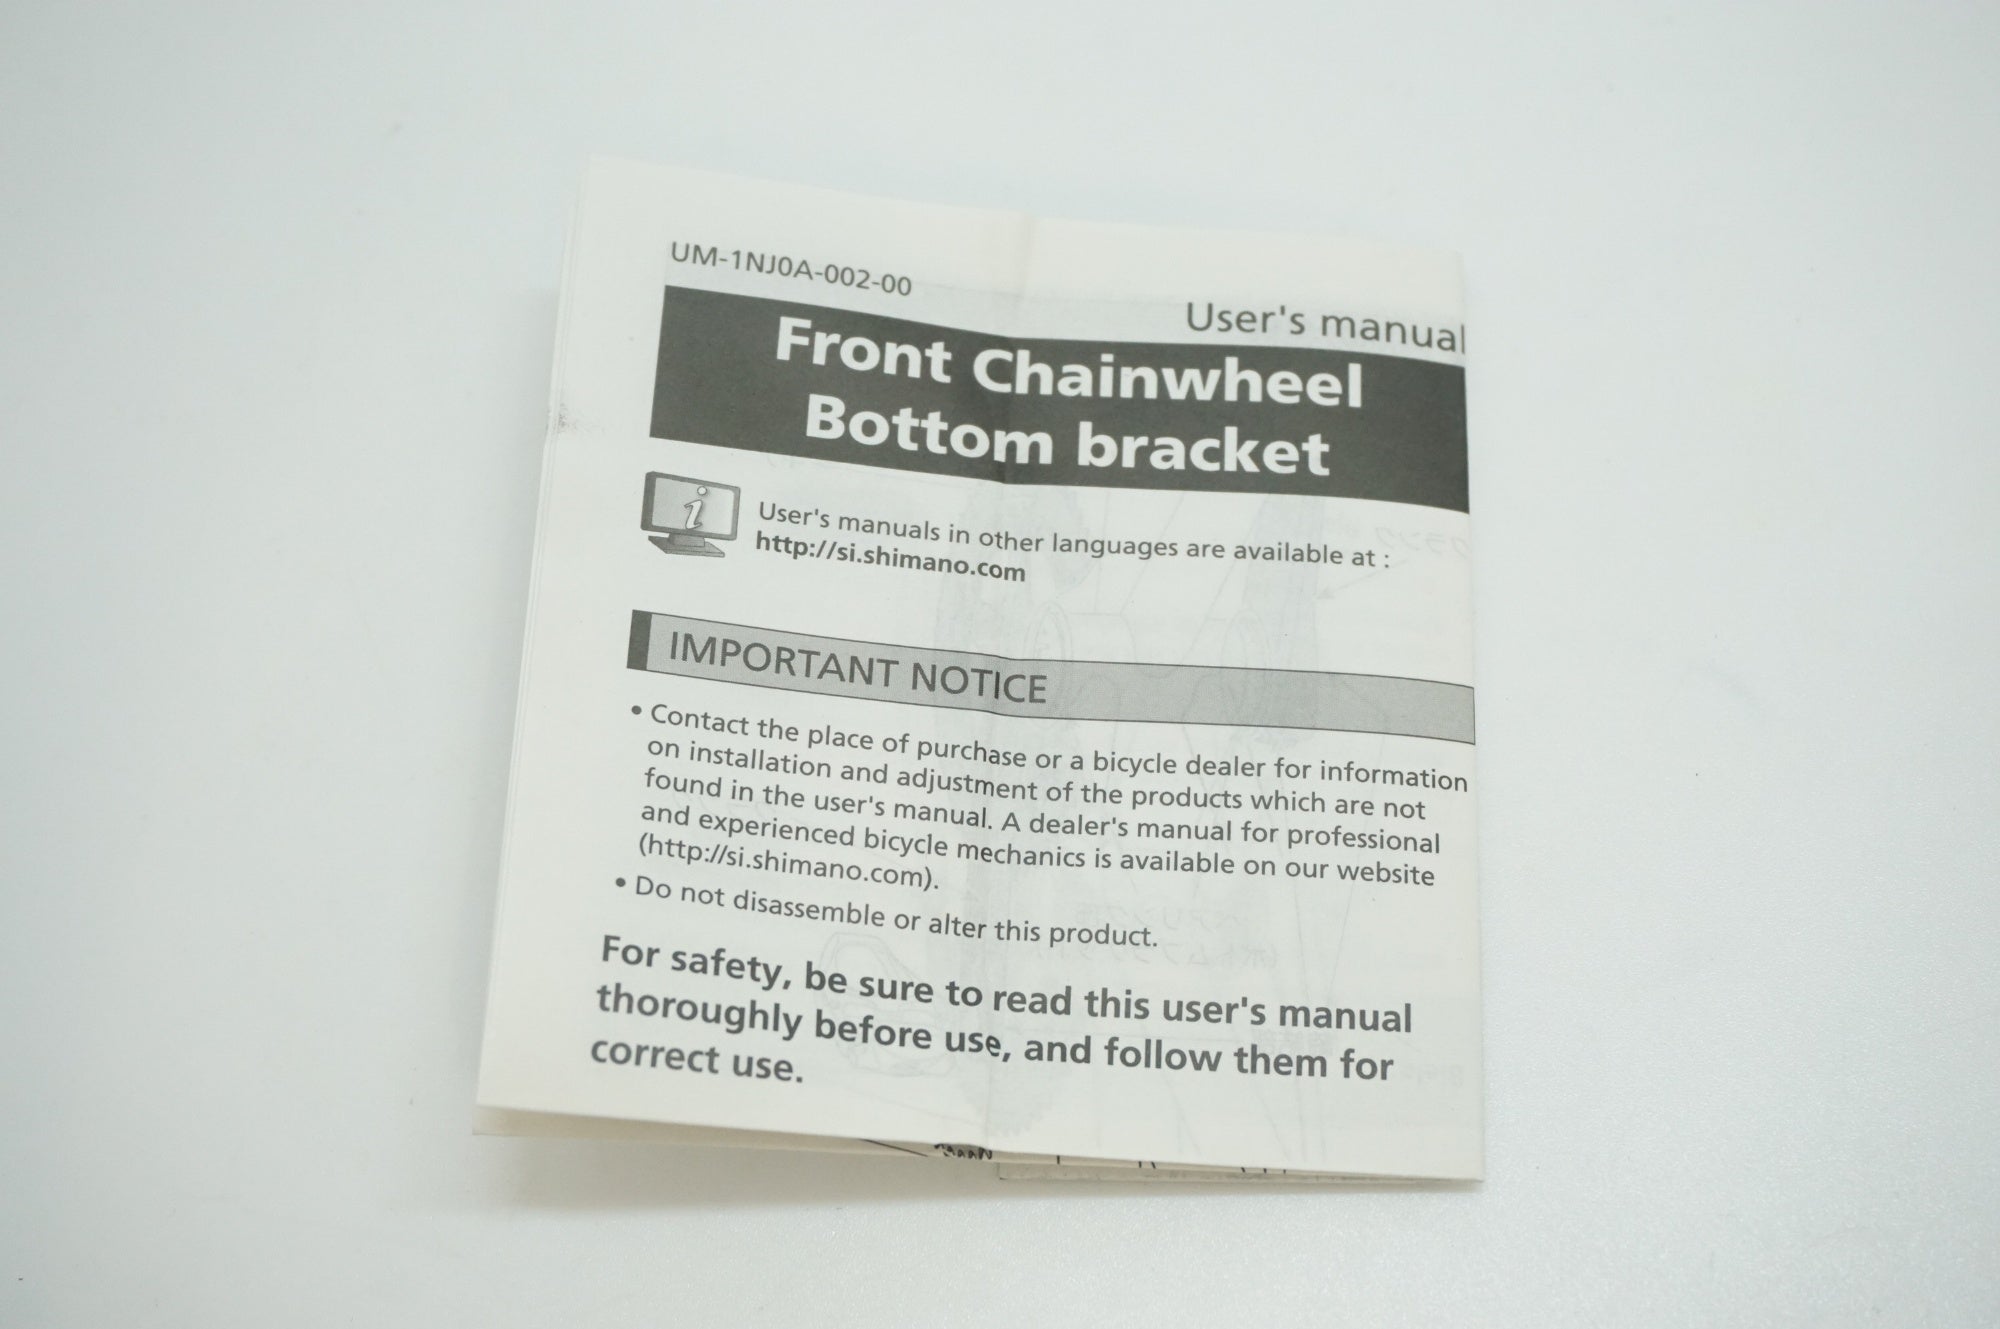 UM-1NJ0A-002-00
User's manual
Front Chainwheel
Bottom bracket
User's manuals in other languages are available at :
http://si.shimano.com
IMPORTANT NOTICE
• Contact the place of purchase or a bicycle dealer for information
on installation and adjustment of the products which are not
found in the user's manual. A dealer's manual for professional
and experienced bicycle mechanics is available on our website
(http://si.shimano.com).
• Do not disassemble or alter this product.
For safety, be sure to read this user's manual
thoroughly before use, and follow them for
correct use.